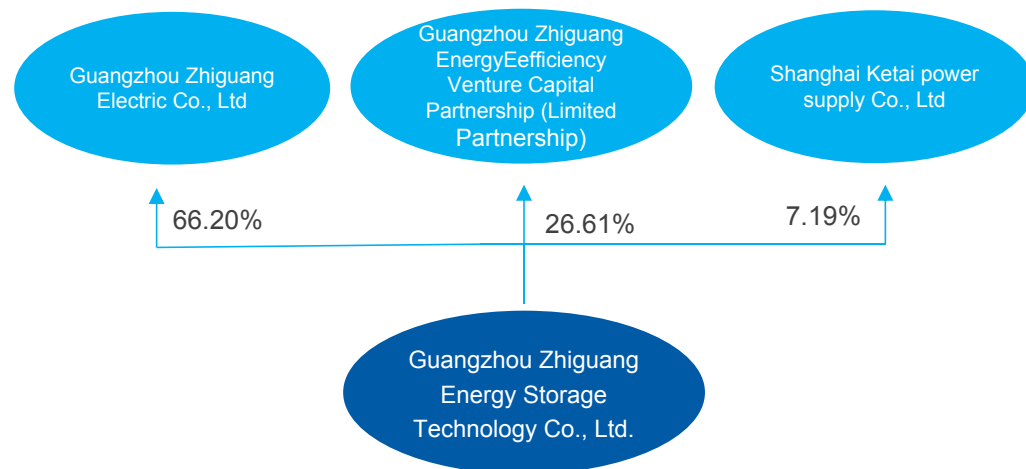 Guangzhou Zhiguang
Electric Co., Ltd
Guangzhou Zhiguang
EnergyEefficiency
Venture Capital
Partnership (Limited
Partnership)
Shanghai Ketai power
supply Co., Ltd
66.20%
26.61%
7.19%
Guangzhou Zhiguang
Energy Storage
Technology Co., Ltd.